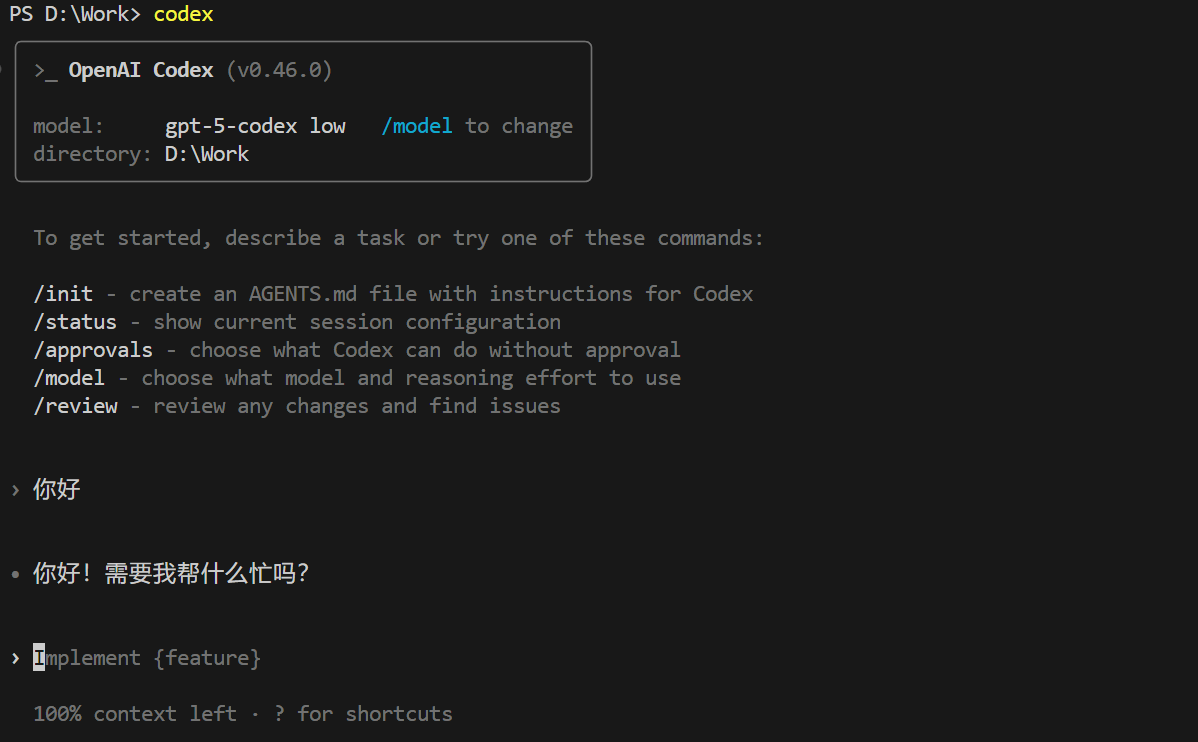 PS D:\Work> codex
>_ OpenAI Codex (v0.46.0)
model: gpt-5-codex low /model to change
directory: D:\Work
To get started, describe a task or try one of these commands:
/init - create an AGENTS.md file with instructions for Codex
/status - show current session configuration
/approvals - choose what Codex can do without approval
/model - choose what model and reasoning effort to use
/review - review any changes and find issues
› 你好
• 你好！需要我帮什么忙吗？
› Implement {feature}
100% context left · ? for shortcuts